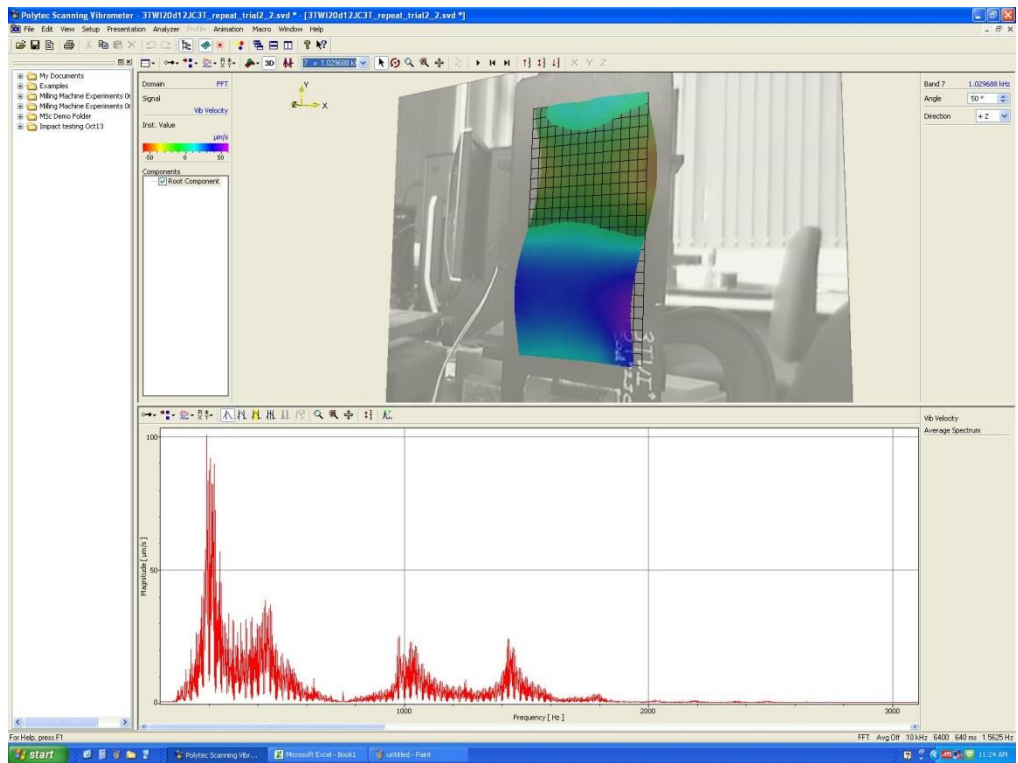 Polytec Scanning Vibrometer - 3TWI20d12JC3T_repeat_trial2_2.svd * - [3TWI20d12JC3T_repeat_trial2_2.svd *]
File Edit View Setup Presentation Analyzer Profile Animation Macro Window Help
My Documents
Examples
Milling Machine Experiments
Milling Machine Experiments
MSc Demo Folder
Impact testing Oct13
3D
Domain FFT
Signal
Vib Velocity
Inst. Value
µm/s
-50 0 50
Components
Root Component
Y
X
Band 7 1.029688 kHz
Angle 50 °
Direction + Z
Vib Velocity
Average Spectrum
100
50
0
Magnitude [ µm/s ]
1000 2000 3000
Frequency [ Hz ]
For Help, press F1
FFT Avg Off 10 kHz 6400 640 ms 1.5625 Hz
start Polytec Scanning Vibr... Microsoft Excel - Book1 untitled - Paint 11:24 AM